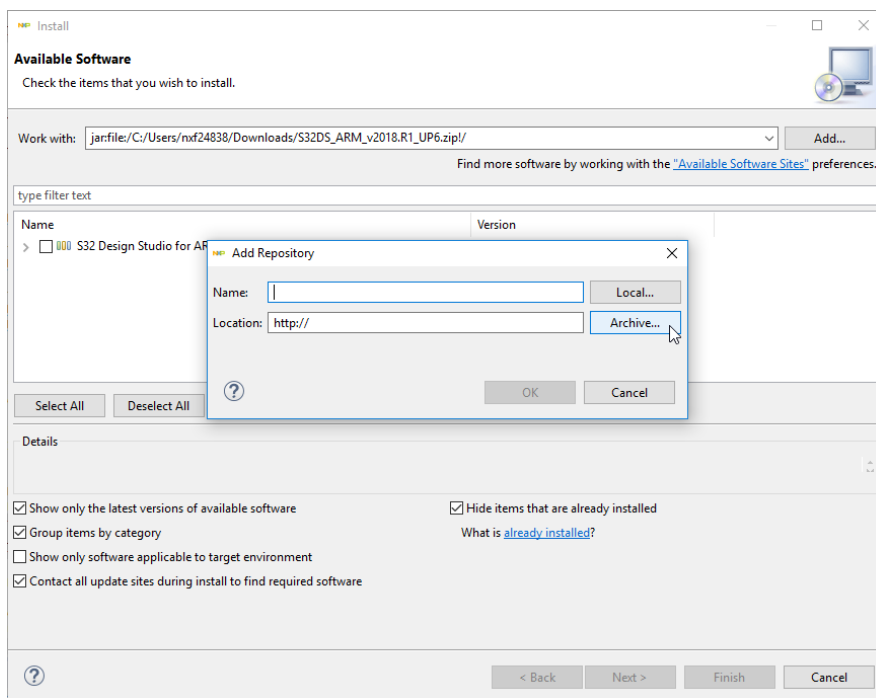 NXP Install
Available Software
Check the items that you wish to install.
Work with: jar:file:/C:/Users/nxf24838/Downloads/S32DS_ARM_v2018.R1_UP6.zip!/ Add...
Find more software by working with the "Available Software Sites" preferences.
type filter text
Name Version
S32 Design Studio for AR
NXP Add Repository
Name: Local...
Location: http:// Archive...
? OK Cancel
Select All Deselect All
Details
Show only the latest versions of available software Hide items that are already installed
Group items by category What is already installed?
Show only software applicable to target environment
Contact all update sites during install to find required software
? < Back Next > Finish Cancel